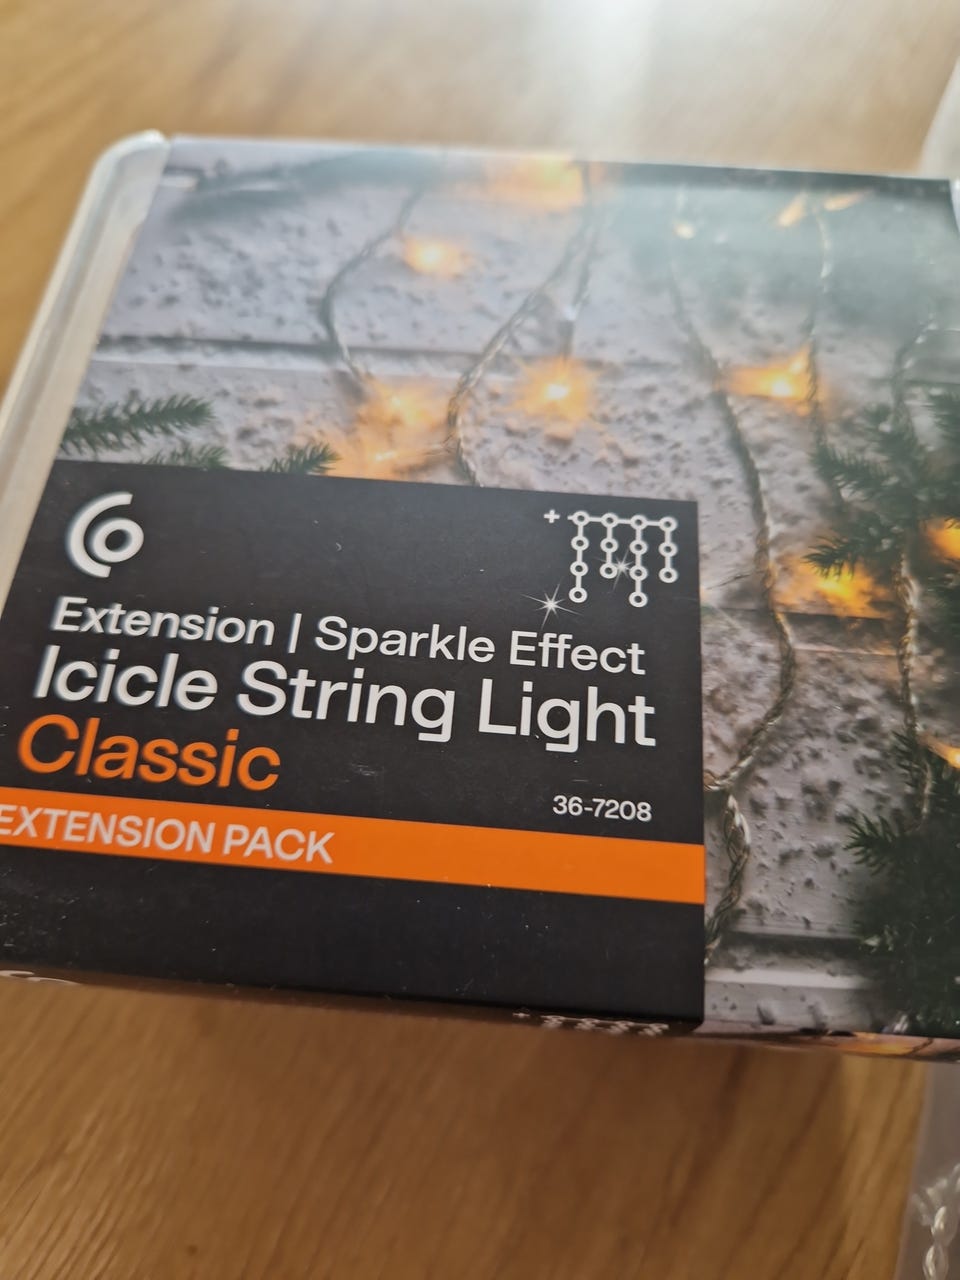 Extension | Sparkle Effect
Icicle String Light
Classic
36-7208
EXTENSION PACK